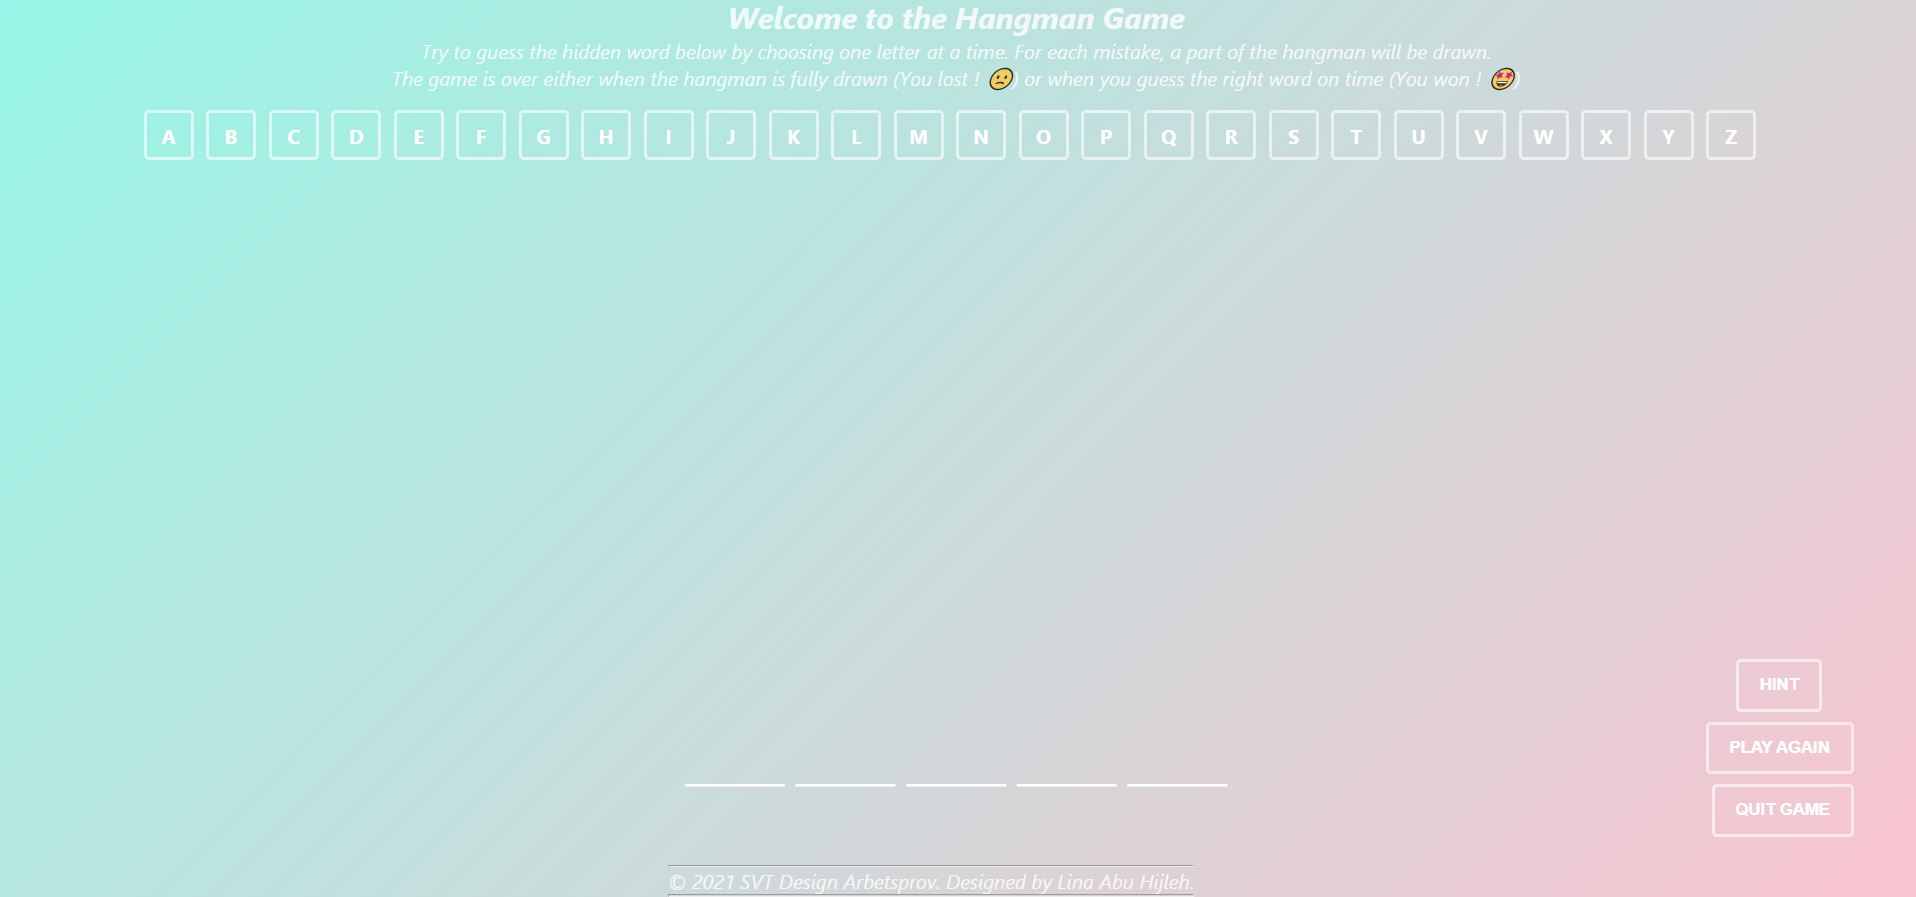 Welcome to the Hangman Game
Try to guess the hidden word below by choosing one letter at a time. For each mistake, a part of the hangman will be drawn.
The game is over either when the hangman is fully drawn (You lost ! 😕) or when you guess the right word on time (You won ! 🤩)
A B C D E F G H I J K L M N O P Q R S T U V W X Y Z
HINT
PLAY AGAIN
QUIT GAME
© 2021 SVT Design Arbetsprov. Designed by Lina Abu Hijleh.